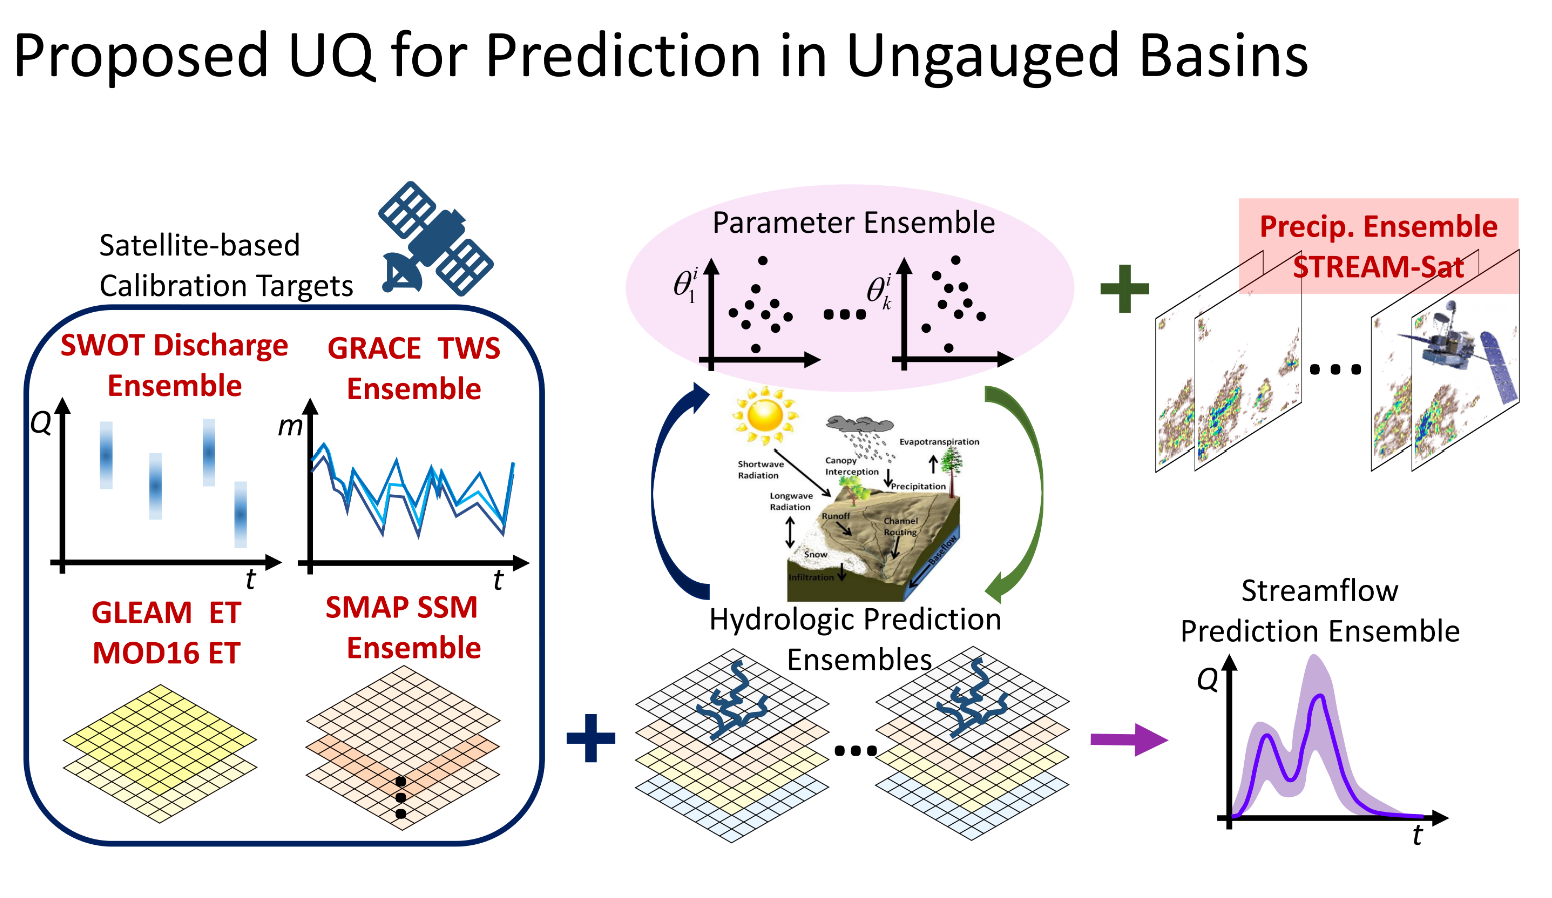 Proposed UQ for Prediction in Ungauged Basins
Satellite-based
Calibration Targets
SWOT Discharge
Ensemble
GRACE TWS
Ensemble
Q
t
m
t
GLEAM ET
MOD16 ET
SMAP SSM
Ensemble
Parameter Ensemble
θ₁ⁱ
θₖⁱ
Precip. Ensemble
STREAM-Sat
Shortwave
Radiation
Longwave
Radiation
Canopy
Interception
Evapotranspiration
Precipitation
Runoff
Channel
Routing
Snow
Infiltration
Baseflow
Hydrologic Prediction
Ensembles
Streamflow
Prediction Ensemble
Q
t